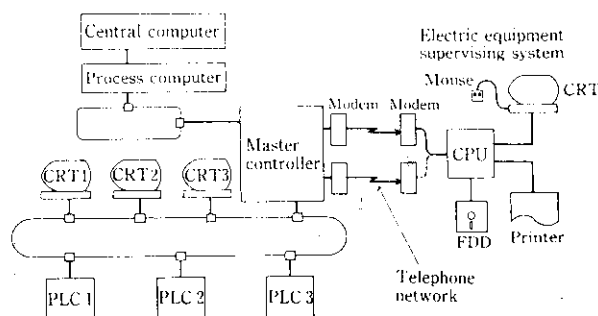 Central computer
Process computer
Electric equipment
supervising system
Mouse
CRT
Modem
Modem
Master
controller
CPU
CRT1
CRT2
CRT3
FDD
Printer
Telephone
network
PLC 1
PLC 2
PLC 3